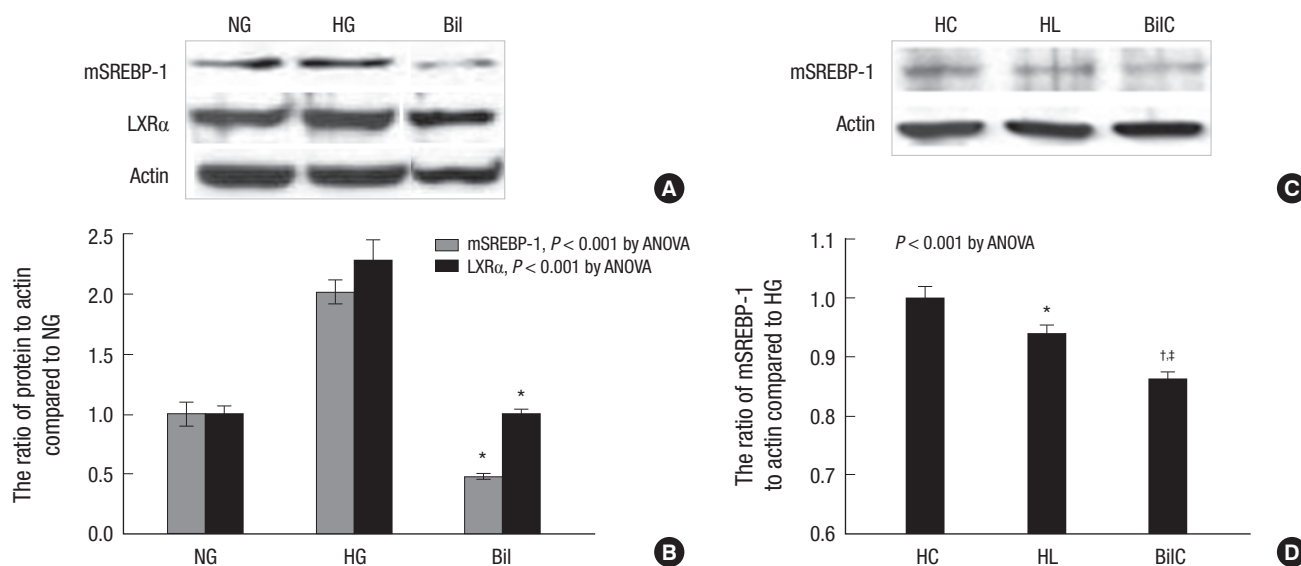 NG HG Bil
mSREBP-1
LXRα
Actin
A
HC HL BilC
mSREBP-1
Actin
C
The ratio of protein to actin
compared to NG
2.5
2.0
1.5
1.0
0.5
0.0
mSREBP-1, P < 0.001 by ANOVA
LXRα, P < 0.001 by ANOVA
*
*
NG HG Bil
B
The ratio of mSREBP-1
to actin compared to HG
1.1
1.0
0.9
0.8
0.7
0.6
P < 0.001 by ANOVA
*
†,‡
HC HL BilC
D